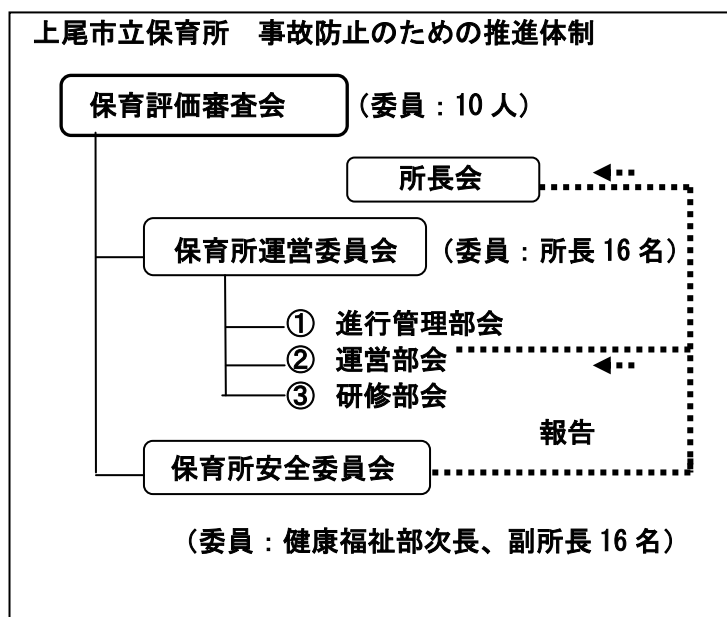 上尾市立保育所　事故防止のための推進体制
保育評価審査会　（委員：10 人）
所長会
保育所運営委員会　（委員：所長 16 名）
①　進行管理部会
②　運営部会
③　研修部会
報告
保育所安全委員会
（委員：健康福祉部次長、副所長 16 名）